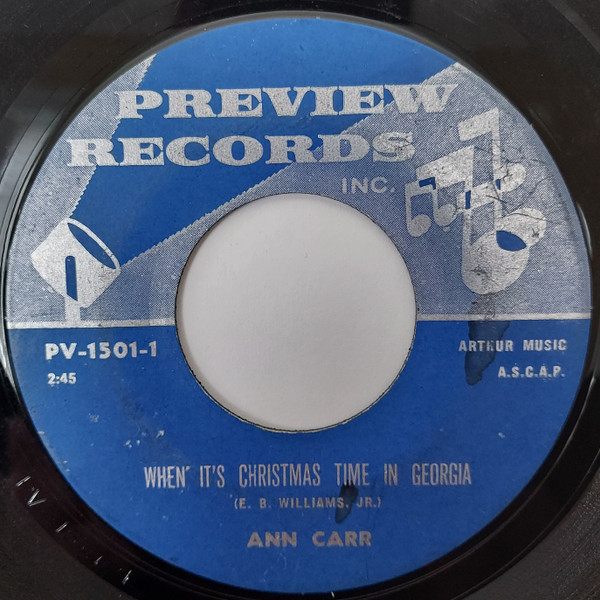 PREVIEW
RECORDS
INC.
PV-1501-1
2:45
ARTHUR MUSIC
A.S.C.A.P.
WHEN IT'S CHRISTMAS TIME IN GEORGIA
(E. B. WILLIAMS, JR.)
ANN CARR